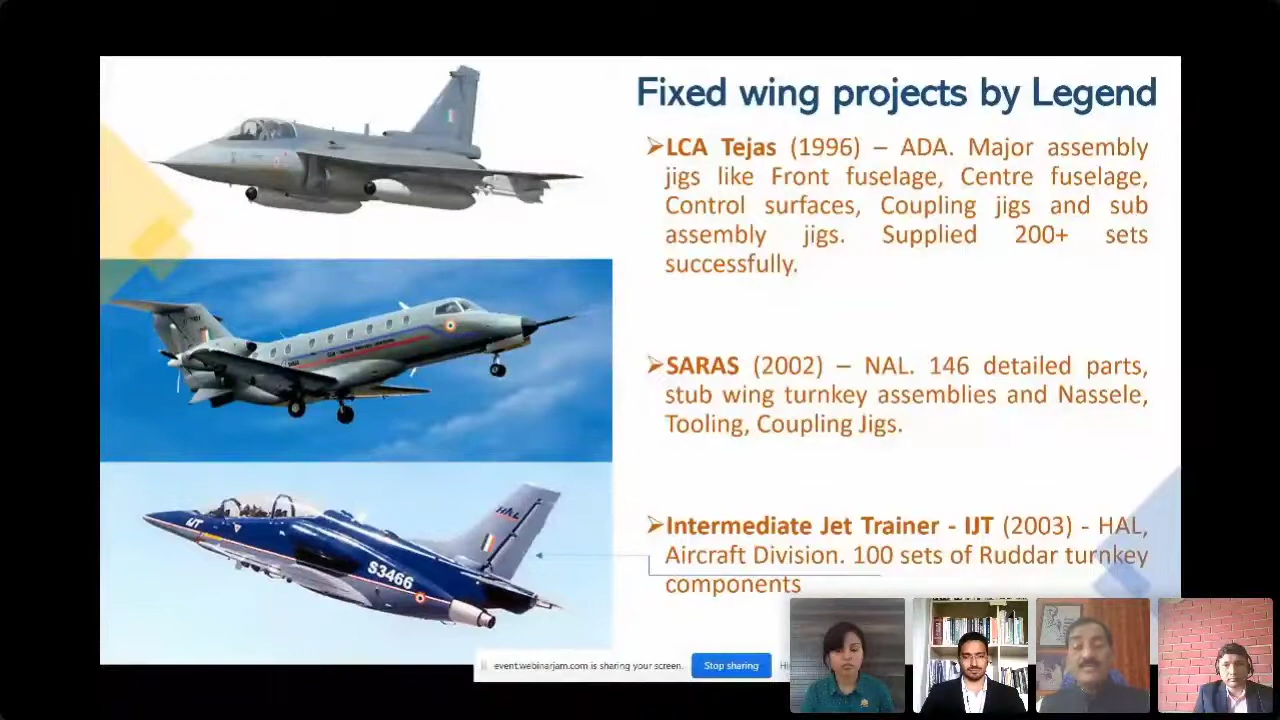 Fixed wing projects by Legend
➢LCA Tejas (1996) – ADA. Major assembly
jigs like Front fuselage, Centre fuselage,
Control surfaces, Coupling jigs and sub
assembly jigs. Supplied 200+ sets
successfully.
➢SARAS (2002) – NAL. 146 detailed parts,
stub wing turnkey assemblies and Nassele,
Tooling, Coupling Jigs.
➢Intermediate Jet Trainer - IJT (2003) - HAL,
Aircraft Division. 100 sets of Ruddar turnkey
components
IJT
HAL
S3466
event.webinarjam.com is sharing your screen.
Stop sharing